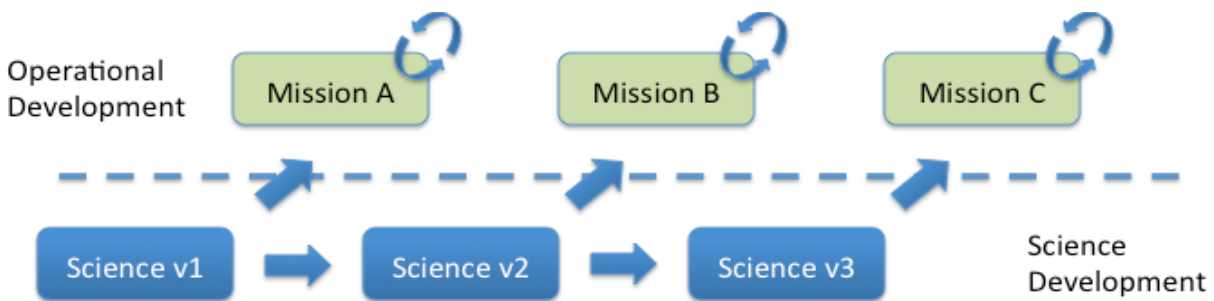 Operational
Development
Mission A
Mission B
Mission C
Science v1
Science v2
Science v3
Science
Development